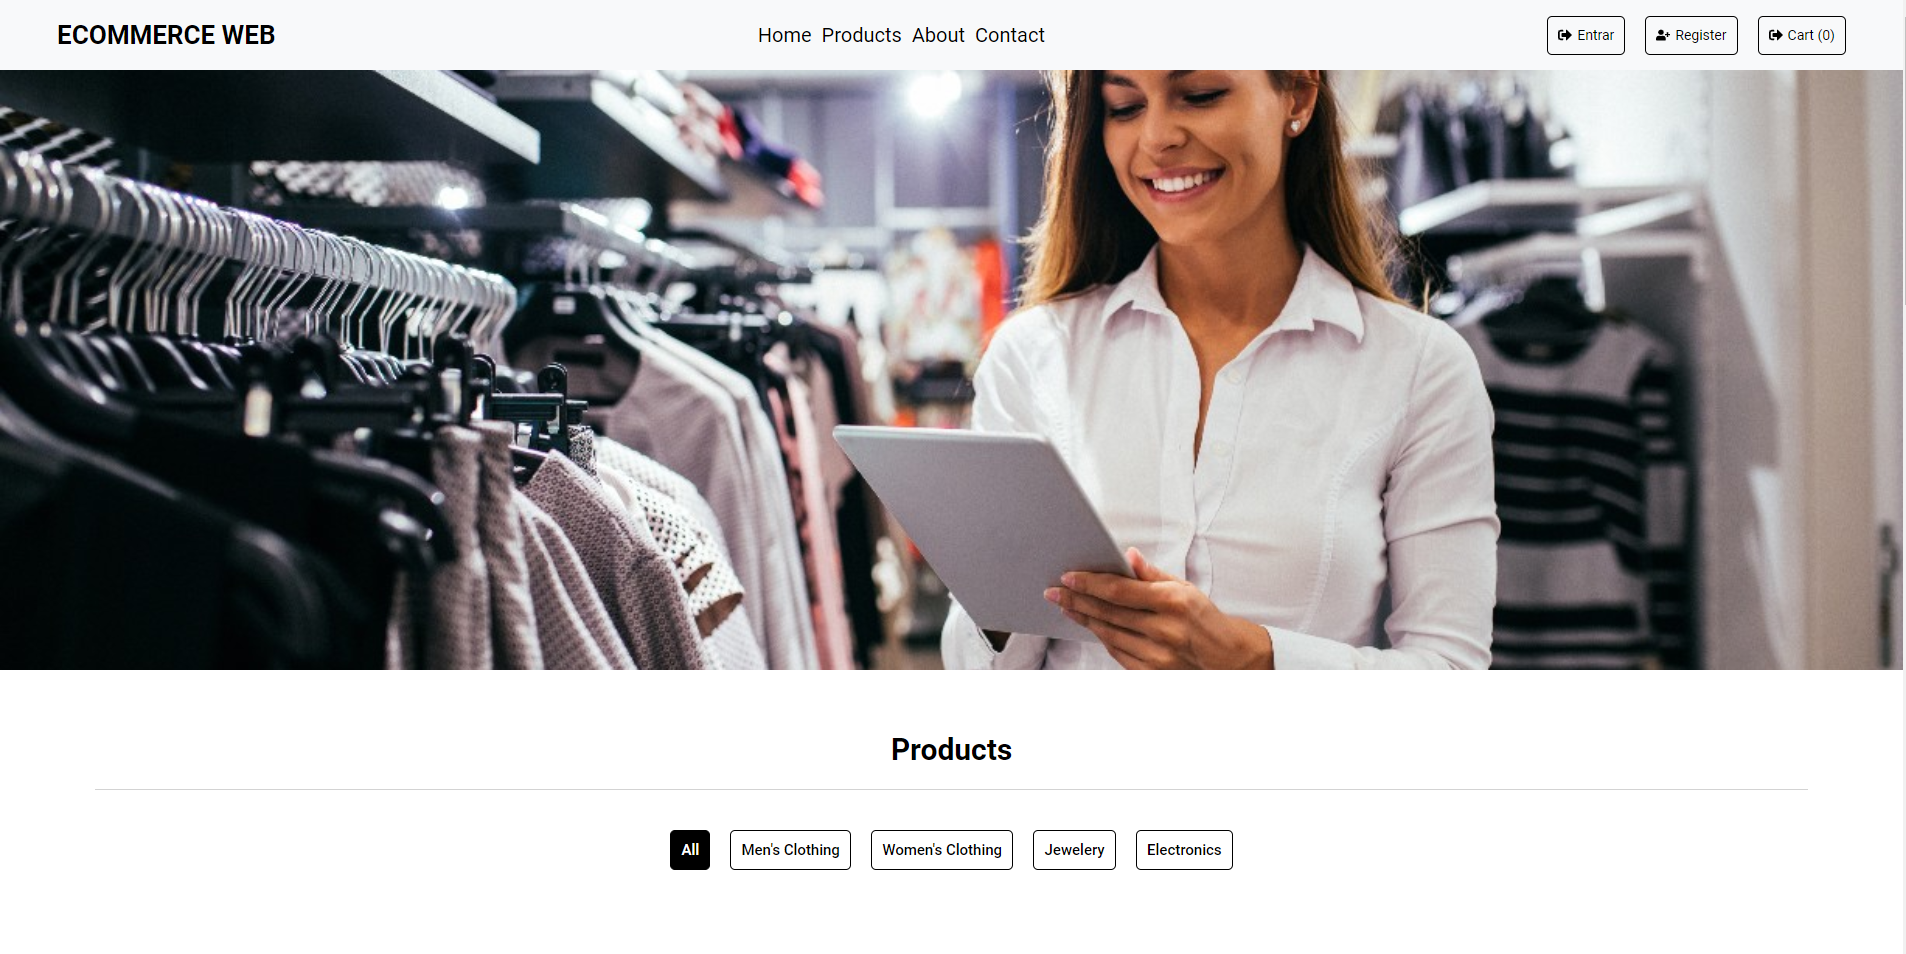 ECOMMERCE WEB Home Products About Contact Entrar Register Cart (0)
Products
All Men's Clothing Women's Clothing Jewelery Electronics